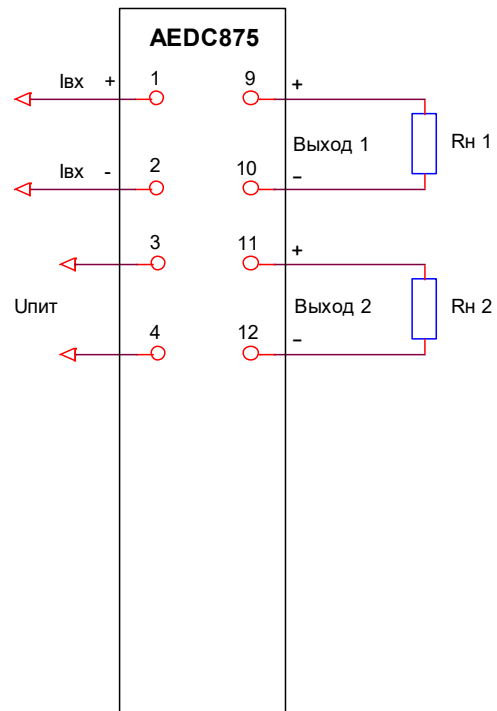 AEDC875
Iвх + 1 9 +
Выход 1 Rн 1
Iвх - 2 10 –
3 11 +
Uпит Выход 2 Rн 2
4 12 –